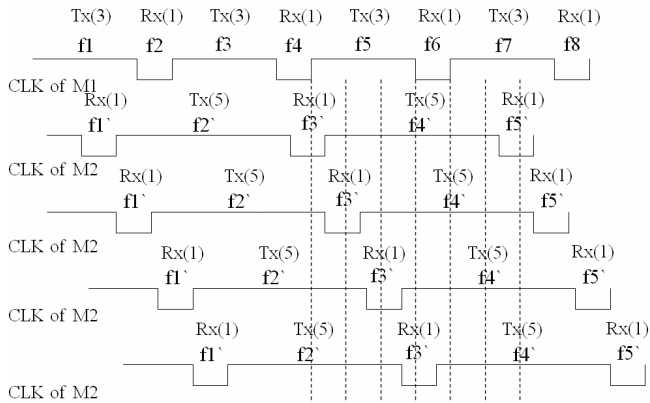 Tx(3) Rx(1) Tx(3) Rx(1) Tx(3) Rx(1) Tx(3) Rx(1)
f1 f2 f3 f4 f5 f6 f7 f8
CLK of M1
Rx(1) Tx(5) Rx(1) Tx(5) Rx(1)
f1` f2` f3` f4` f5`
CLK of M2
Rx(1) Tx(5) Rx(1) Tx(5) Rx(1)
f1` f2` f3` f4` f5`
CLK of M2
Rx(1) Tx(5) Rx(1) Tx(5) Rx(1)
f1` f2` f3` f4` f5`
CLK of M2
Rx(1) Tx(5) Rx(1) Tx(5) Rx(1)
f1` f2` f3` f4` f5`
CLK of M2